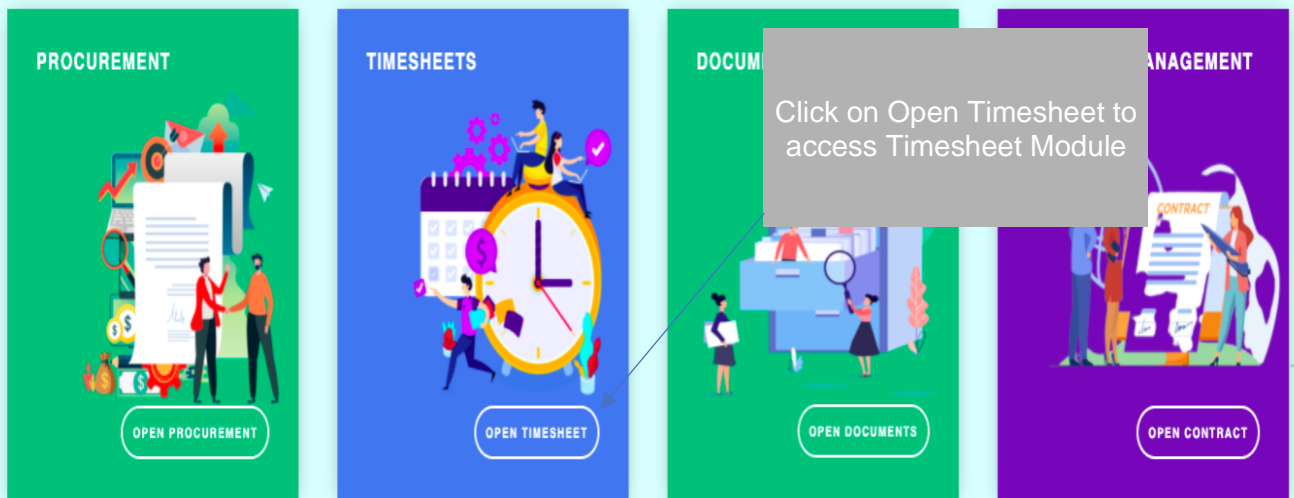 PROCUREMENT
TIMESHEETS
DOCUM
ANAGEMENT
Click on Open Timesheet to
access Timesheet Module
CONTRACT
OPEN PROCUREMENT
OPEN TIMESHEET
OPEN DOCUMENTS
OPEN CONTRACT